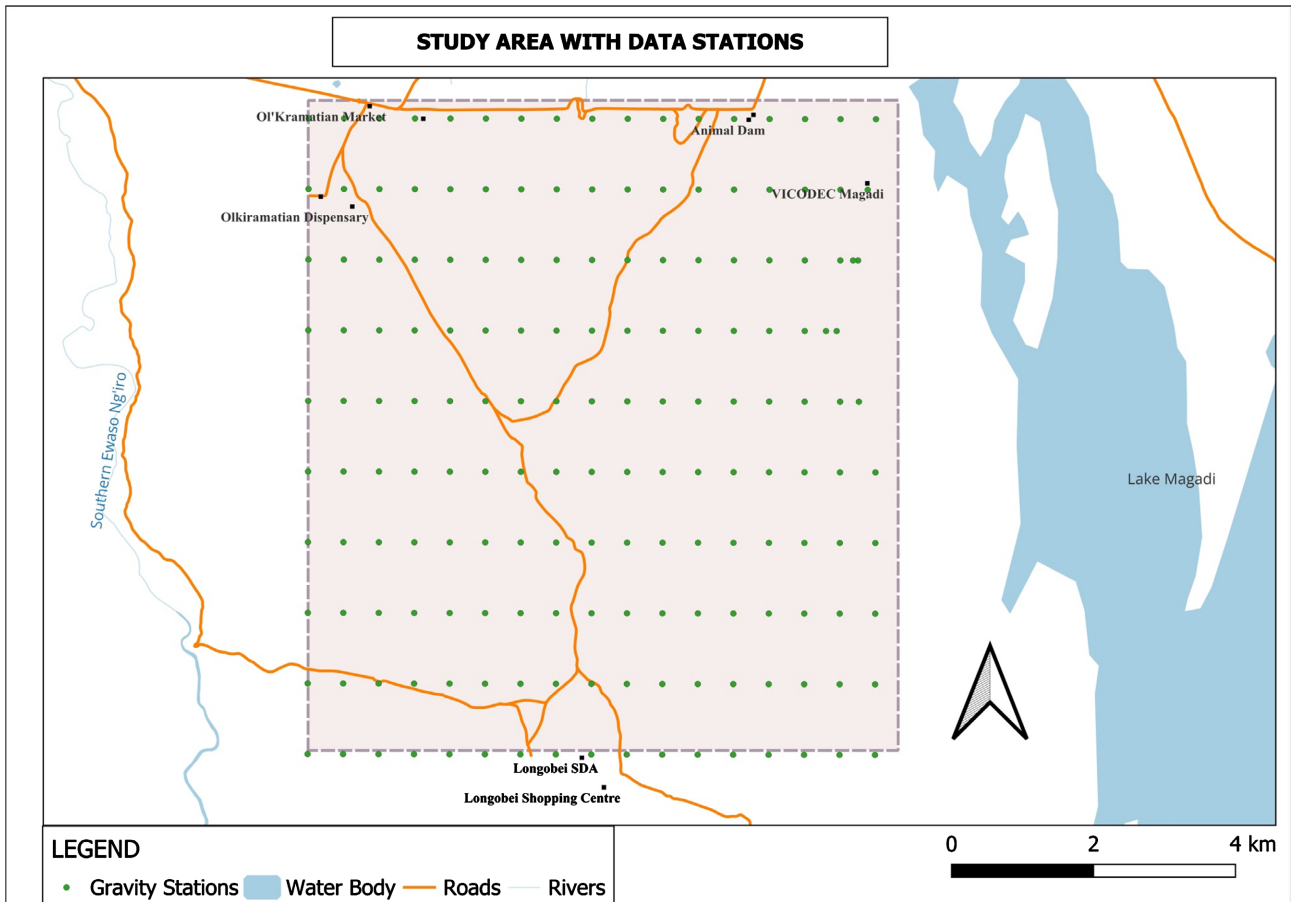 STUDY AREA WITH DATA STATIONS
Ol'Kramatian Market
Animal Dam
VICODEC Magadi
Olkiramatian Dispensary
Southern Ewaso Ng'iro
Lake Magadi
Longobei SDA
Longobei Shopping Centre
LEGEND
Gravity Stations Water Body Roads Rivers
0 2 4 km